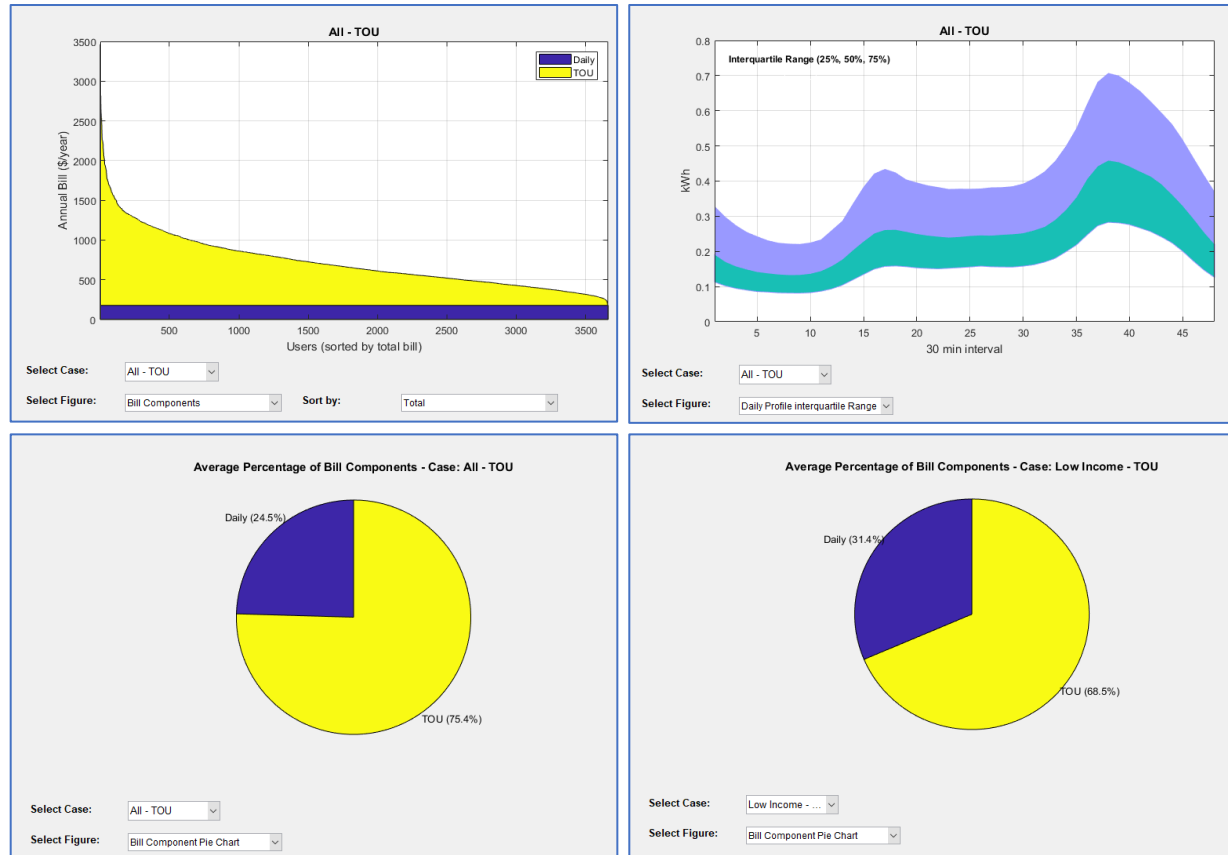 All - TOU
3500
3000
2500
2000
1500
1000
500
0
Annual Bill ($/year)
Daily
TOU
500
1000
1500
2000
2500
3000
3500
Users (sorted by total bill)
Select Case:
All - TOU
Select Figure:
Bill Components
Sort by:
Total
All - TOU
Interquartile Range (25%, 50%, 75%)
0.8
0.7
0.6
0.5
0.4
0.3
0.2
0.1
0
kWh
5
10
15
20
25
30
35
40
45
30 min interval
Select Case:
All - TOU
Select Figure:
Daily Profile interquartile Range
Average Percentage of Bill Components - Case: All - TOU
Daily (24.5%)
TOU (75.4%)
Select Case:
All - TOU
Select Figure:
Bill Component Pie Chart
Average Percentage of Bill Components - Case: Low Income - TOU
Daily (31.4%)
TOU (68.5%)
Select Case:
Low Income - ...
Select Figure:
Bill Component Pie Chart